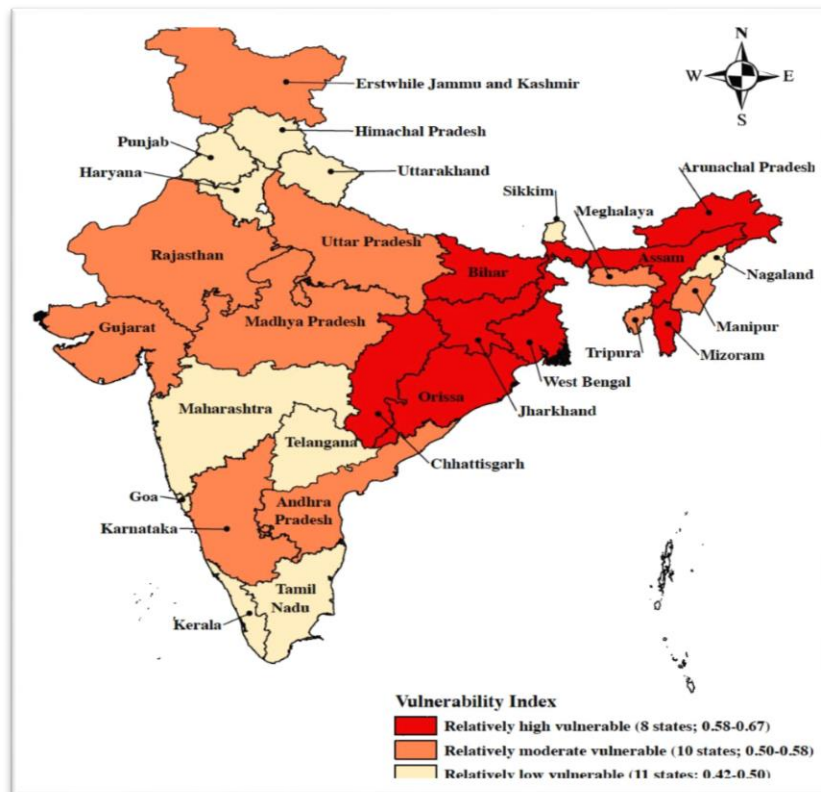 N
W E
S
Erstwhile Jammu and Kashmir
Himachal Pradesh
Punjab
Haryana
Uttarakhand
Arunachal Pradesh
Sikkim
Meghalaya
Rajasthan
Uttar Pradesh
Assam
Bihar
Nagaland
Gujarat
Madhya Pradesh
Manipur
Tripura
Mizoram
West Bengal
Orissa
Jharkhand
Maharashtra
Telangana
Chhattisgarh
Goa
Andhra
Pradesh
Karnataka
Tamil
Nadu
Kerala
Vulnerability Index
Relatively high vulnerable (8 states; 0.58-0.67)
Relatively moderate vulnerable (10 states; 0.50-0.58)
Relatively low vulnerable (11 states; 0.42-0.50)